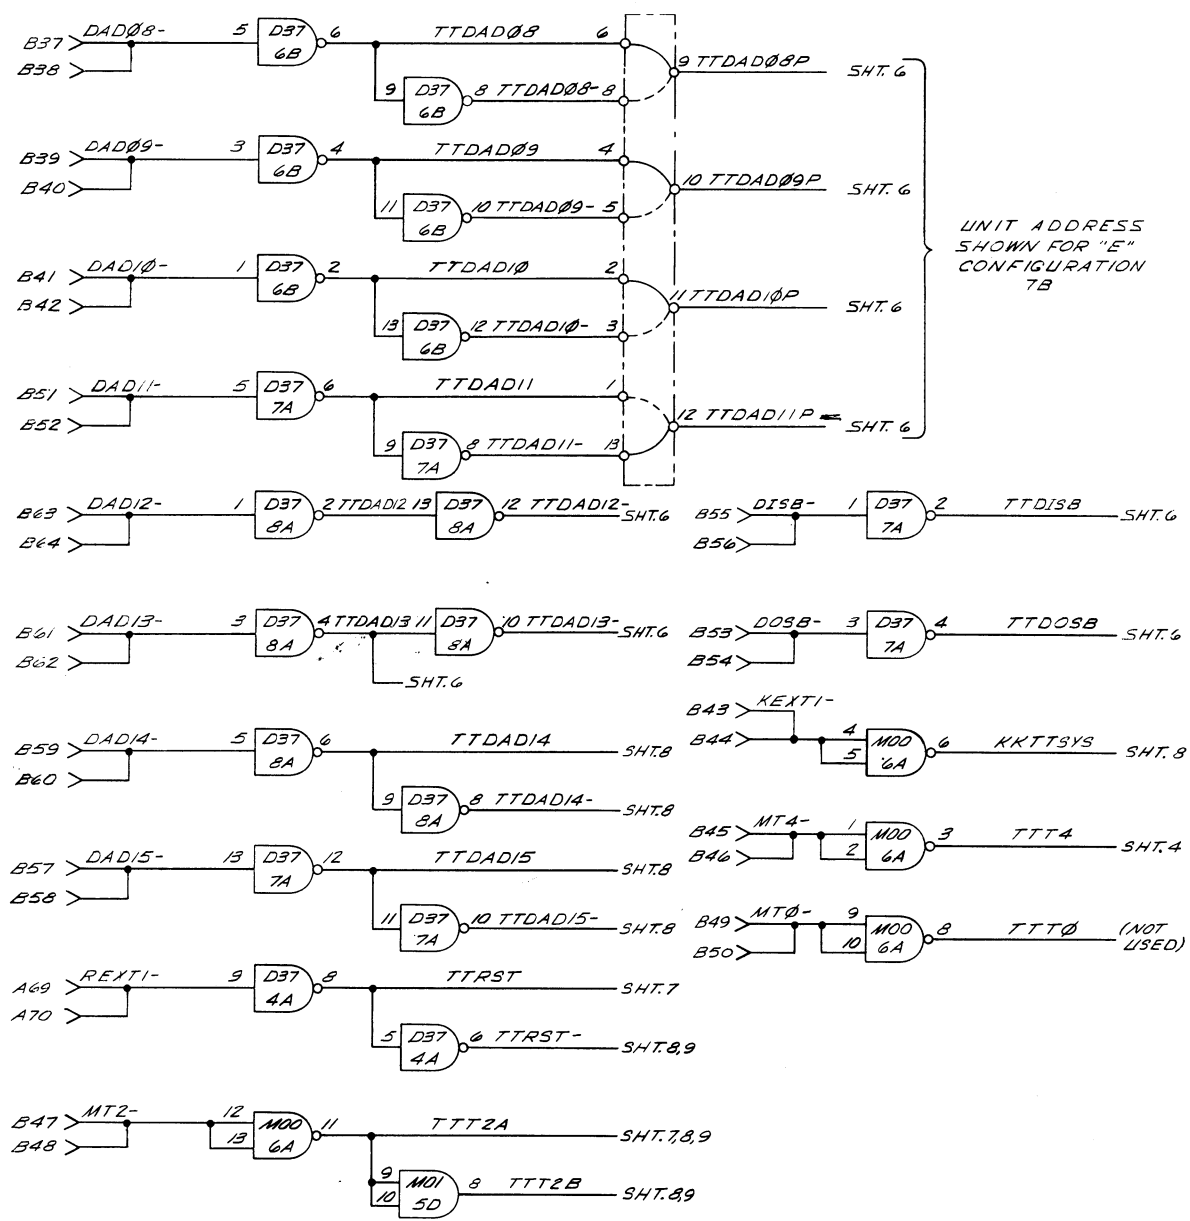 B37 DADØ8- 5 D37 6B 6 TTDADØ8 6
B38
9 D37 6B 8 TTDADØ8- 8
9 TTDADØ8P SHT. 6
B39 DADØ9- 3 D37 6B 4 TTDADØ9 4
B40
11 D37 6B 10 TTDADØ9- 5
10 TTDADØ9P SHT. 6
B41 DAD1Ø- 1 D37 6B 2 TTDAD1Ø 2
B42
13 D37 6B 12 TTDAD1Ø- 3
11 TTDAD1ØP SHT. 6
B51 DAD11- 5 D37 7A 6 TTDAD11 1
B52
9 D37 7A 8 TTDAD11- 13
12 TTDAD11P SHT. 6
UNIT ADDRESS
SHOWN FOR "E"
CONFIGURATION
7B
B63 DAD12- 1 D37 8A 2 TTDAD12 13 D37 8A 12 TTDAD12- SHT.6
B64
B55 DISB- 1 D37 7A 2 TTDISB SHT.6
B56
B61 DAD13- 3 D37 8A 4 TTDAD13 11 D37 8A 10 TTDAD13- SHT.6
B62
SHT.6
B53 DOSB- 3 D37 7A 4 TTDOSB SHT.6
B54
B43 KEXT1-
B44 4 5 M00 6A 6 KKTTSYS SHT.8
B59 DAD14- 5 D37 8A 6 TTDAD14 SHT.8
B60
9 D37 8A 8 TTDAD14- SHT.8
B45 MT4- 1 2 M00 6A 3 TTT4 SHT.4
B46
B57 DAD15- 13 D37 7A 12 TTDAD15 SHT.8
B58
11 D37 7A 10 TTDAD15- SHT.8
B49 MTØ- 9 10 M00 6A 8 TTTØ (NOT USED)
B50
A69 REXT1- 9 D37 4A 8 TTRST SHT.7
A70
5 D37 4A 6 TTRST- SHT.8,9
B47 MT2- 12 13 M00 6A 11 TTT2A SHT.7,8,9
B48
9 10 M01 5D 8 TTT2B SHT.8,9